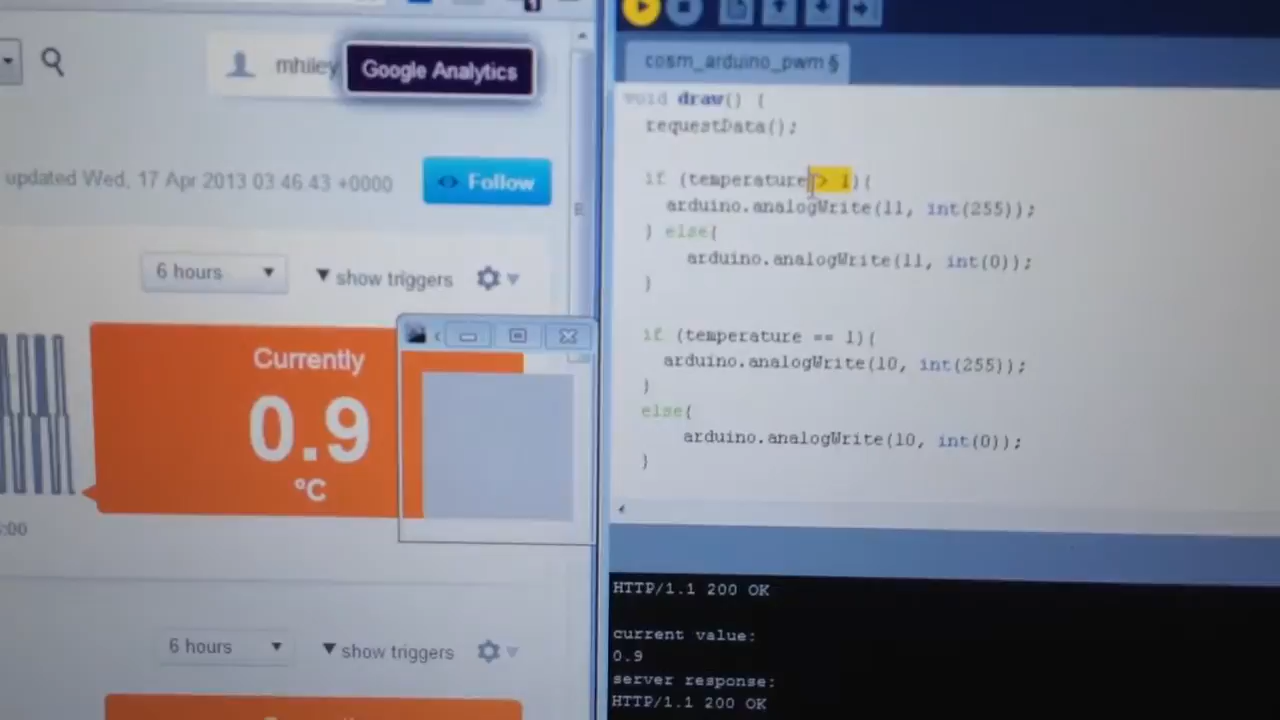 mhiley
Google Analytics
updated Wed, 17 Apr 2013 03:46:43 +0000
Follow
6 hours
show triggers
Currently
0.9
°C
:00
6 hours
show triggers
cosm_arduino_pwm §
void draw() {
requestData();
if (temperature > 1){
arduino.analogWrite(11, int(255));
} else{
arduino.analogWrite(11, int(0));
}
if (temperature == 1){
arduino.analogWrite(10, int(255));
}
else{
arduino.analogWrite(10, int(0));
}
HTTP/1.1 200 OK
current value:
0.9
server response:
HTTP/1.1 200 OK